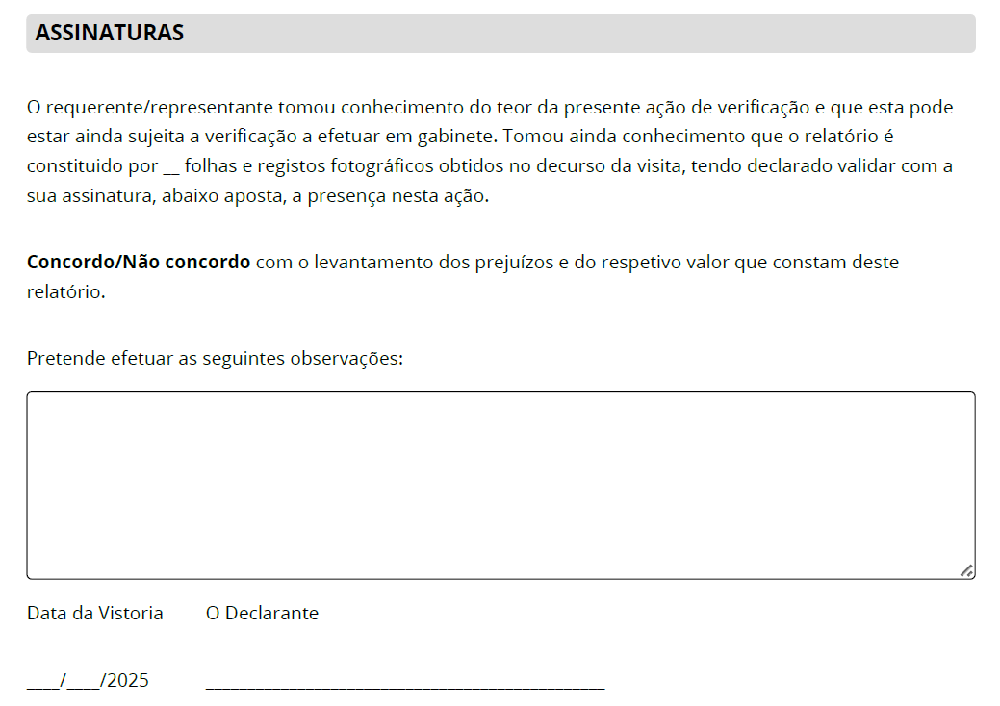 ASSINATURAS
O requerente/representante tomou conhecimento do teor da presente ação de verificação e que esta pode
estar ainda sujeita a verificação a efetuar em gabinete. Tomou ainda conhecimento que o relatório é
constituido por __ folhas e registos fotográficos obtidos no decurso da visita, tendo declarado validar com a
sua assinatura, abaixo aposta, a presença nesta ação.
Concordo/Não concordo com o levantamento dos prejuízos e do respetivo valor que constam deste
relatório.
Pretende efetuar as seguintes observações:
Data da Vistoria O Declarante
____/____/2025 _________________________________________________